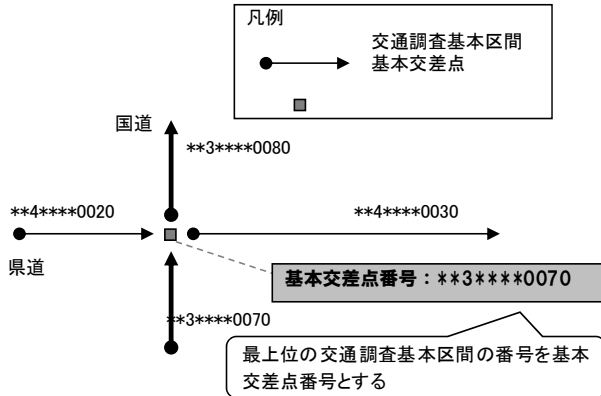 凡例
交通調査基本区間
基本交差点
国道
**3****0080
**4****0020
**4****0030
県道
基本交差点番号：**3****0070
**3****0070
最上位の交通調査基本区間の番号を基本
交差点番号とする